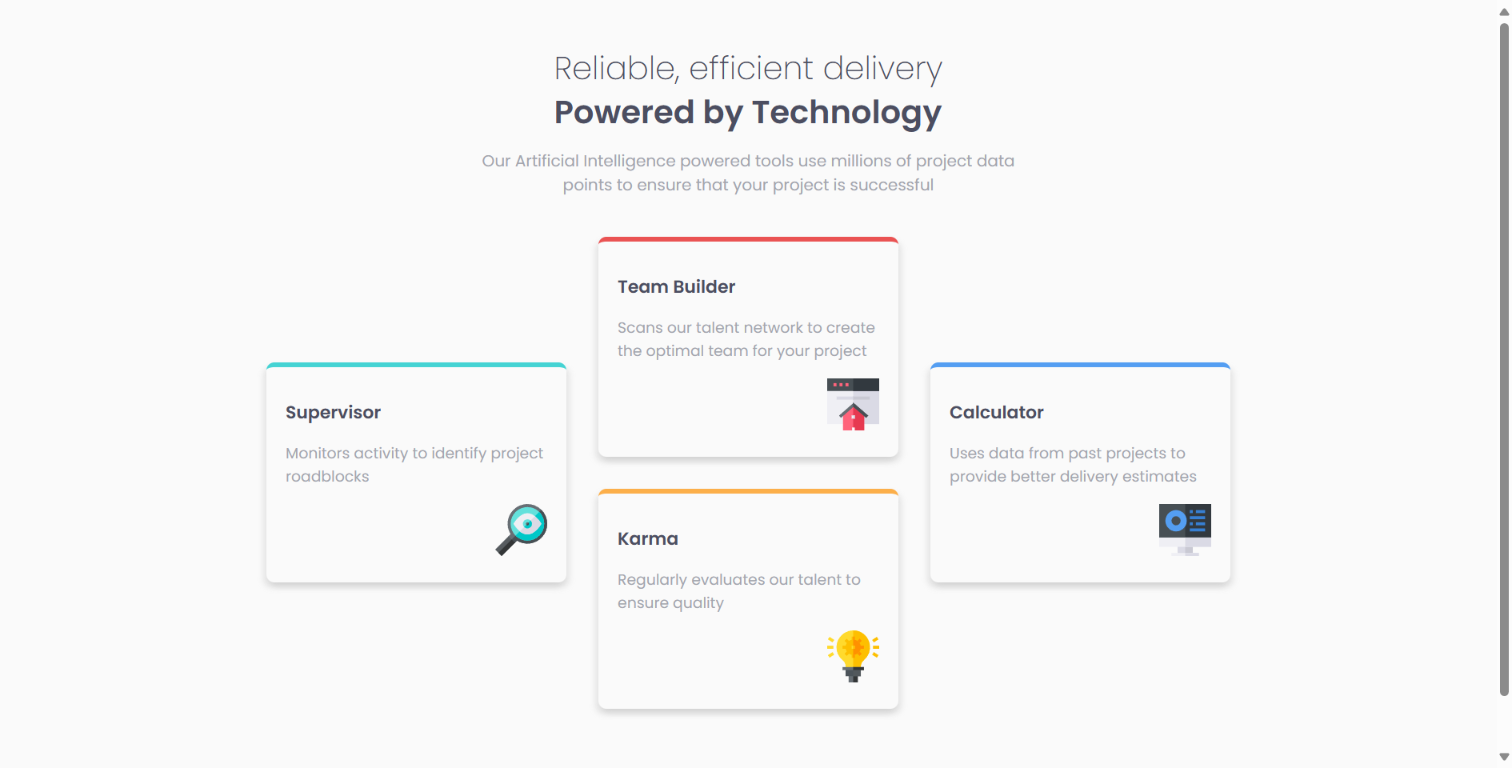 Reliable, efficient delivery
Powered by Technology
Our Artificial Intelligence powered tools use millions of project data
points to ensure that your project is successful
Team Builder
Scans our talent network to create
the optimal team for your project
Supervisor
Monitors activity to identify project
roadblocks
Calculator
Uses data from past projects to
provide better delivery estimates
Karma
Regularly evaluates our talent to
ensure quality